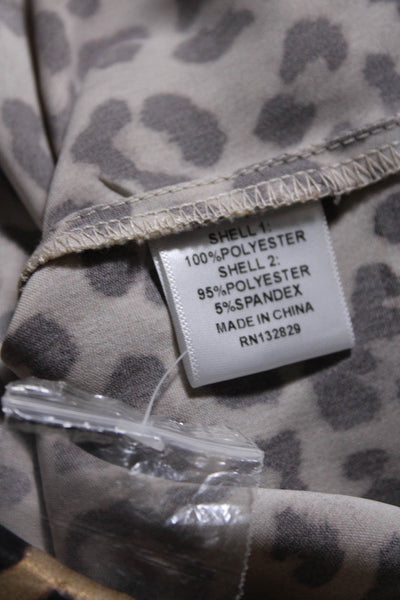 SHELL 1:
100%POLYESTER
SHELL 2:
95%POLYESTER
5%SPANDEX
MADE IN CHINA
RN132829